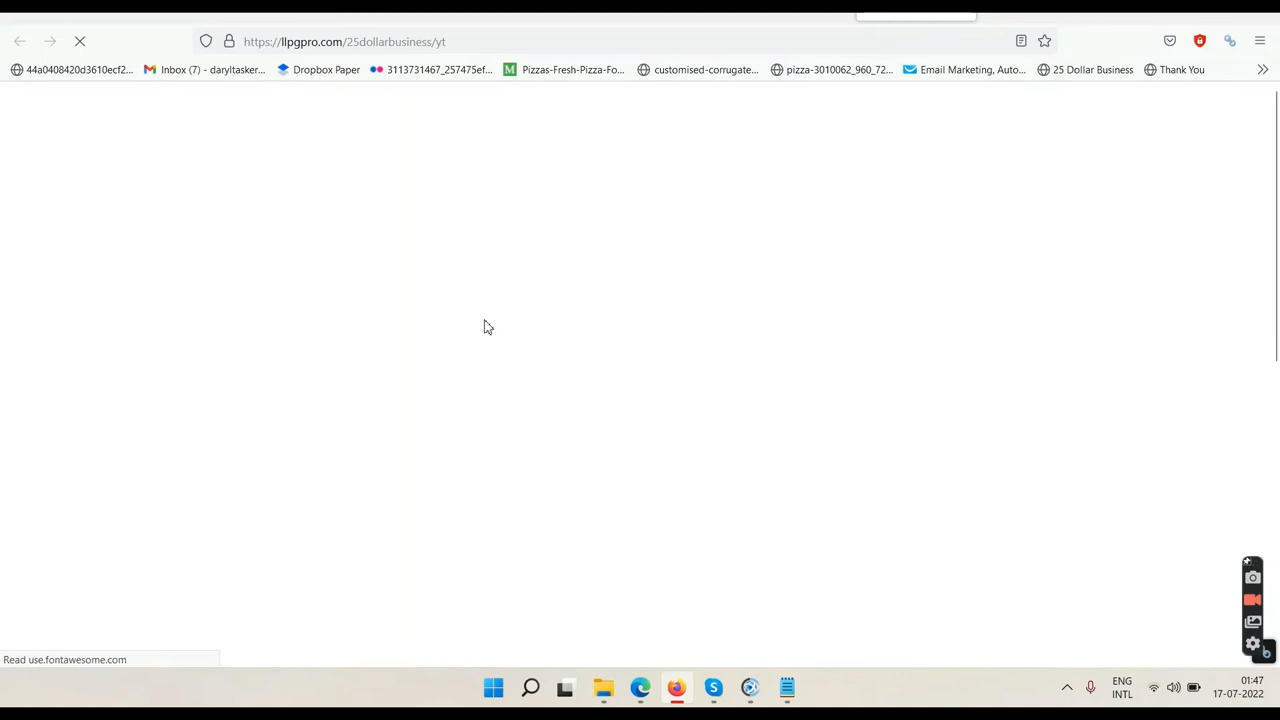 https://llpgpro.com/25dollarbusiness/yt
44a0408420d3610ecf2... Inbox (7) - daryltasker... Dropbox Paper 3113731467_257475ef... Pizzas-Fresh-Pizza-Fo... customised-corrugate... pizza-3010062_960_72... Email Marketing, Auto... 25 Dollar Business Thank You
Read use.fontawesome.com
ENG 01:47
INTL 17-07-2022